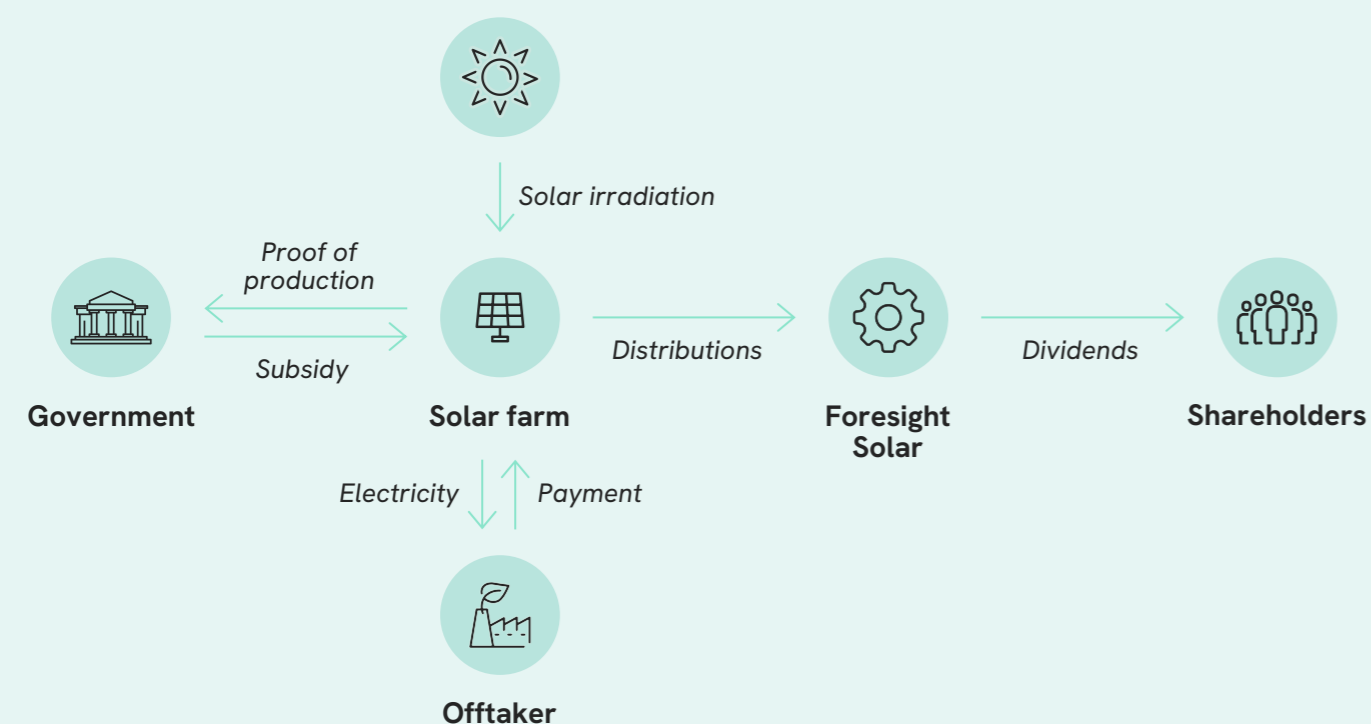 Solar irradiation
Proof of
production
Subsidy
Distributions
Dividends
Government
Solar farm
Foresight
Solar
Shareholders
Electricity
Payment
Offtaker